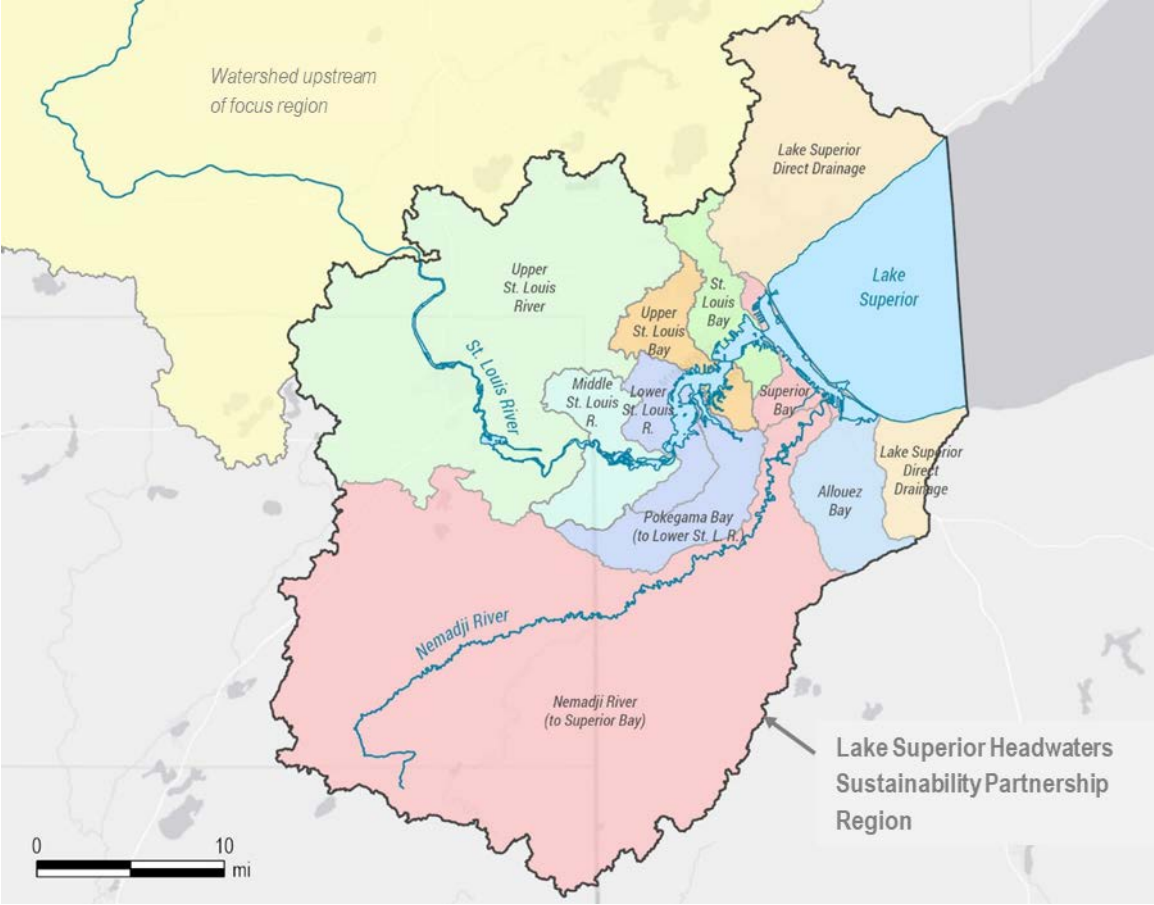 Watershed upstream
of focus region
Lake Superior
Direct Drainage
Upper
St. Louis
River
St.
Louis
Bay
Lake
Superior
Upper
St. Louis
Bay
St. Louis River
Middle
St. Louis
R.
Lower
St. Louis
R.
Superior
Bay
Lake Superior
Direct
Drainage
Allouez
Bay
Pokegama Bay
(to Lower St. L. R.)
Nemadji River
Nemadji River
(to Superior Bay)
Lake Superior Headwaters
Sustainability Partnership
Region
0 10
mi